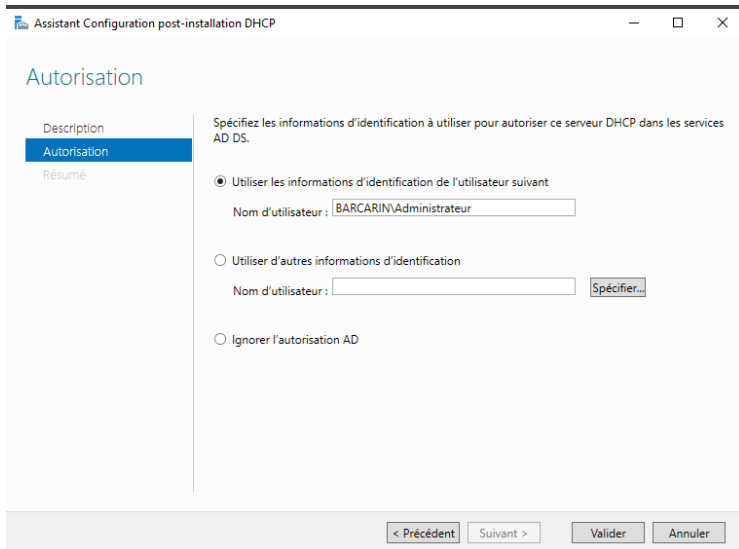 Assistant Configuration post-installation DHCP
Autorisation
Description
Autorisation
Résumé
Spécifiez les informations d'identification à utiliser pour autoriser ce serveur DHCP dans les services
AD DS.
Utiliser les informations d'identification de l'utilisateur suivant
Nom d'utilisateur : BARCARIN\Administrateur
Utiliser d'autres informations d'identification
Nom d'utilisateur : Spécifier...
Ignorer l'autorisation AD
< Précédent Suivant > Valider Annuler